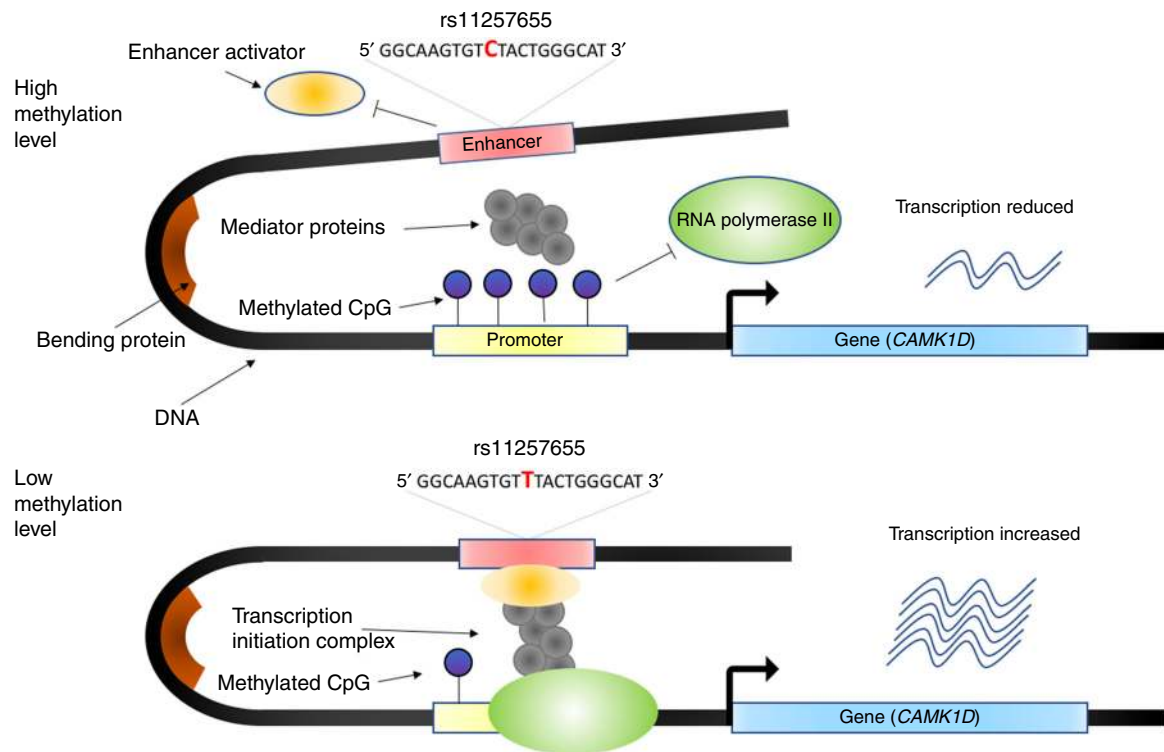 rs11257655
5′ GGCAAGTGTCTACTGGGCAT 3′
Enhancer activator
High
methylation
level
Enhancer
Mediator proteins
RNA polymerase II
Transcription reduced
Methylated CpG
Bending protein
Promoter
Gene (CAMK1D)
DNA
rs11257655
5′ GGCAAGTGTTTACTGGGCAT 3′
Low
methylation
level
Transcription increased
Transcription
initiation complex
Methylated CpG
Gene (CAMK1D)